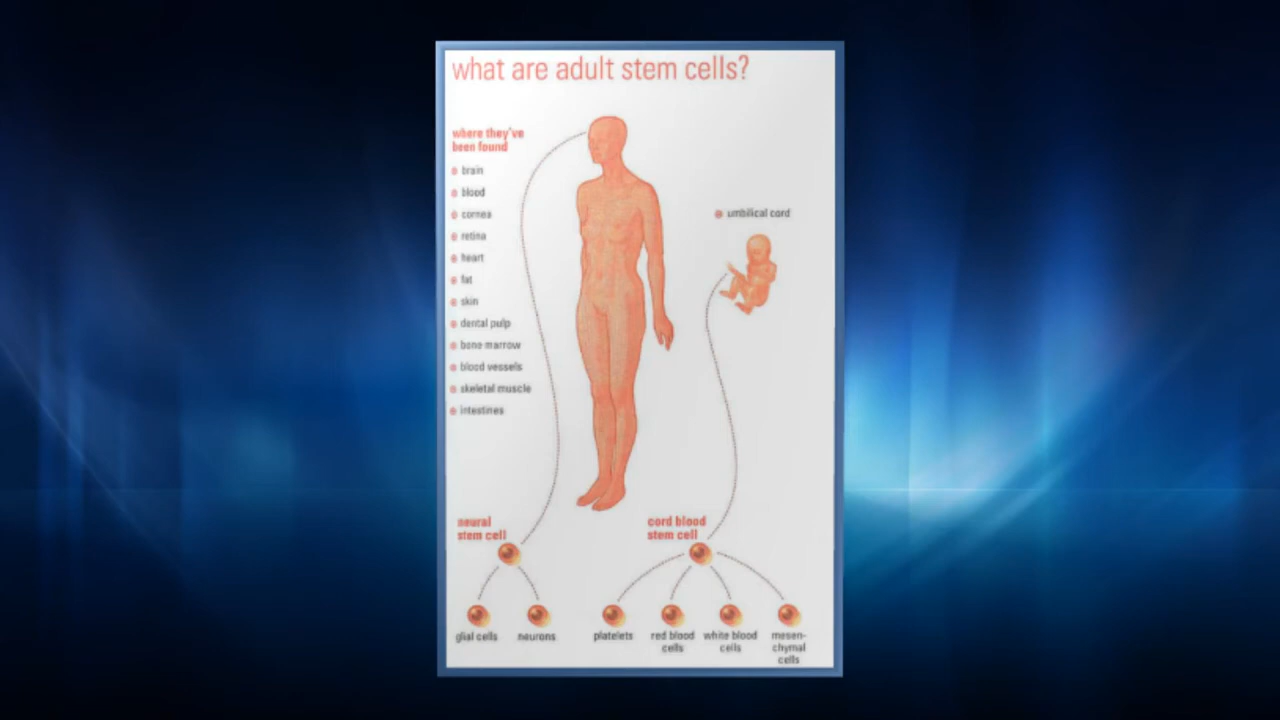 what are adult stem cells?
where they've
been found
brain
blood
cornea
retina
heart
fat
skin
dental pulp
bone marrow
blood vessels
skeletal muscle
intestines
umbilical cord
neural
stem cell
cord blood
stem cell
glial cells
neurons
platelets
red blood
cells
white blood
cells
mesen-
chymal
cells